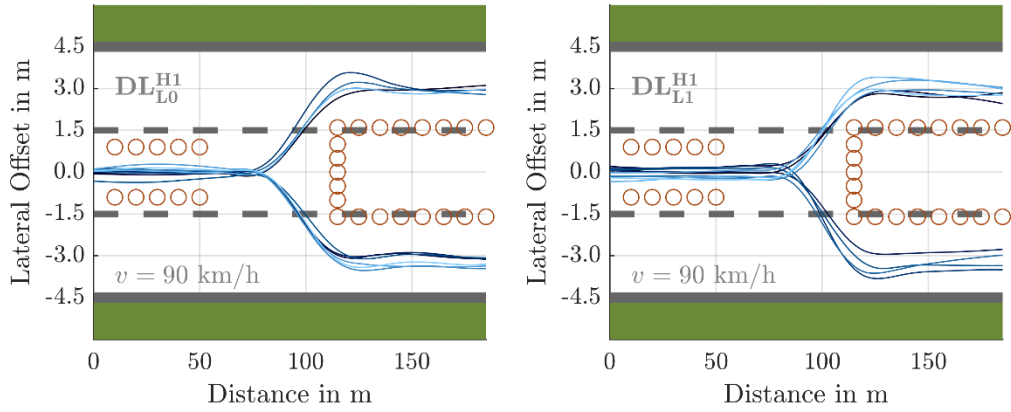 4.5
3.0
1.5
0.0
-1.5
-3.0
-4.5
Lateral Offset in m
DL^H1_L0
v = 90 km/h
0 50 100 150
Distance in m
4.5
3.0
1.5
0.0
-1.5
-3.0
-4.5
Lateral Offset in m
DL^H1_L1
v = 90 km/h
0 50 100 150
Distance in m